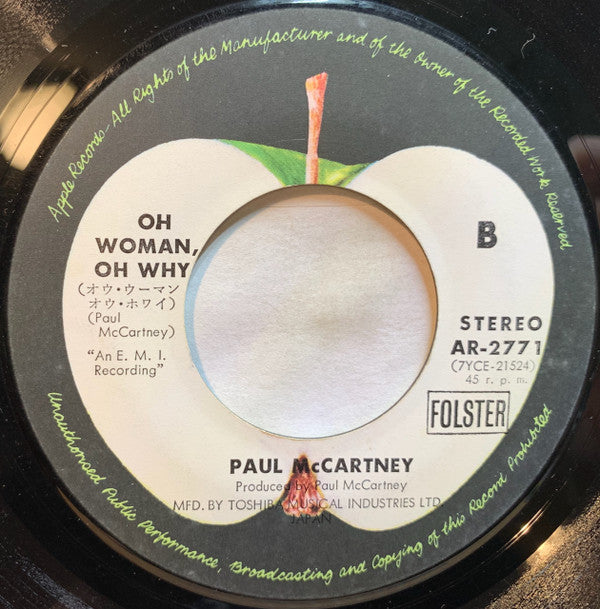 Apple Records—All Rights of the Manufacturer and of the Owner of the Recorded Work Reserved
OH
WOMAN,
OH WHY
(オウ・ウーマン
オウ・ホワイ)
(Paul
McCartney)
"An E. M. I.
Recording"
B
STEREO
AR-2771
(7YCE-21524)
45 r. p. m.
FOLSTER
PAUL McCARTNEY
Produced by Paul McCartney
MFD. BY TOSHIBA MUSICAL INDUSTRIES LTD.
JAPAN
Unauthorised Public Performance, Broadcasting and Copying of this Record Prohibited